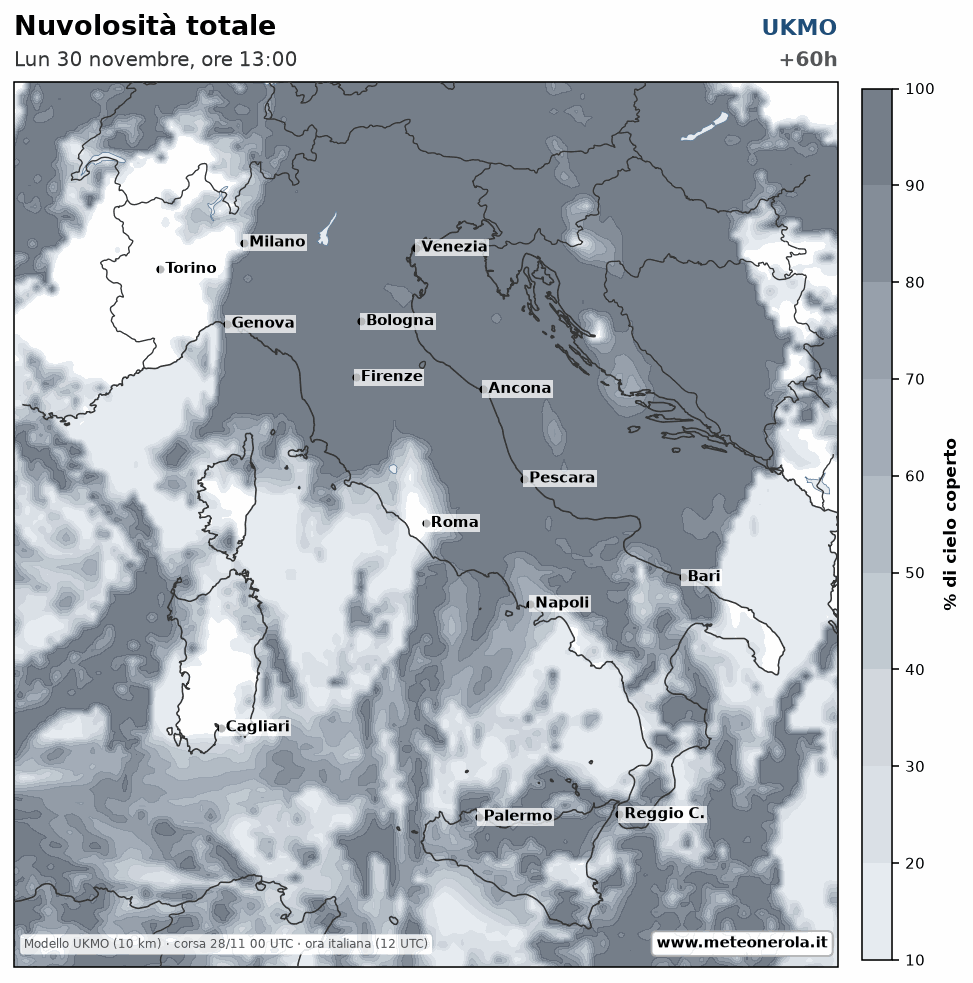 Nuvolosità totale
UKMO
Lun 30 novembre, ore 13:00
+60h
100
90
80
70
60
50
40
30
20
10
% di cielo coperto
Milano
Venezia
Torino
Genova
Bologna
Firenze
Ancona
Pescara
Roma
Bari
Napoli
Cagliari
Palermo
Reggio C.
Modello UKMO (10 km) · corsa 28/11 00 UTC · ora italiana (12 UTC)
www.meteonerola.it